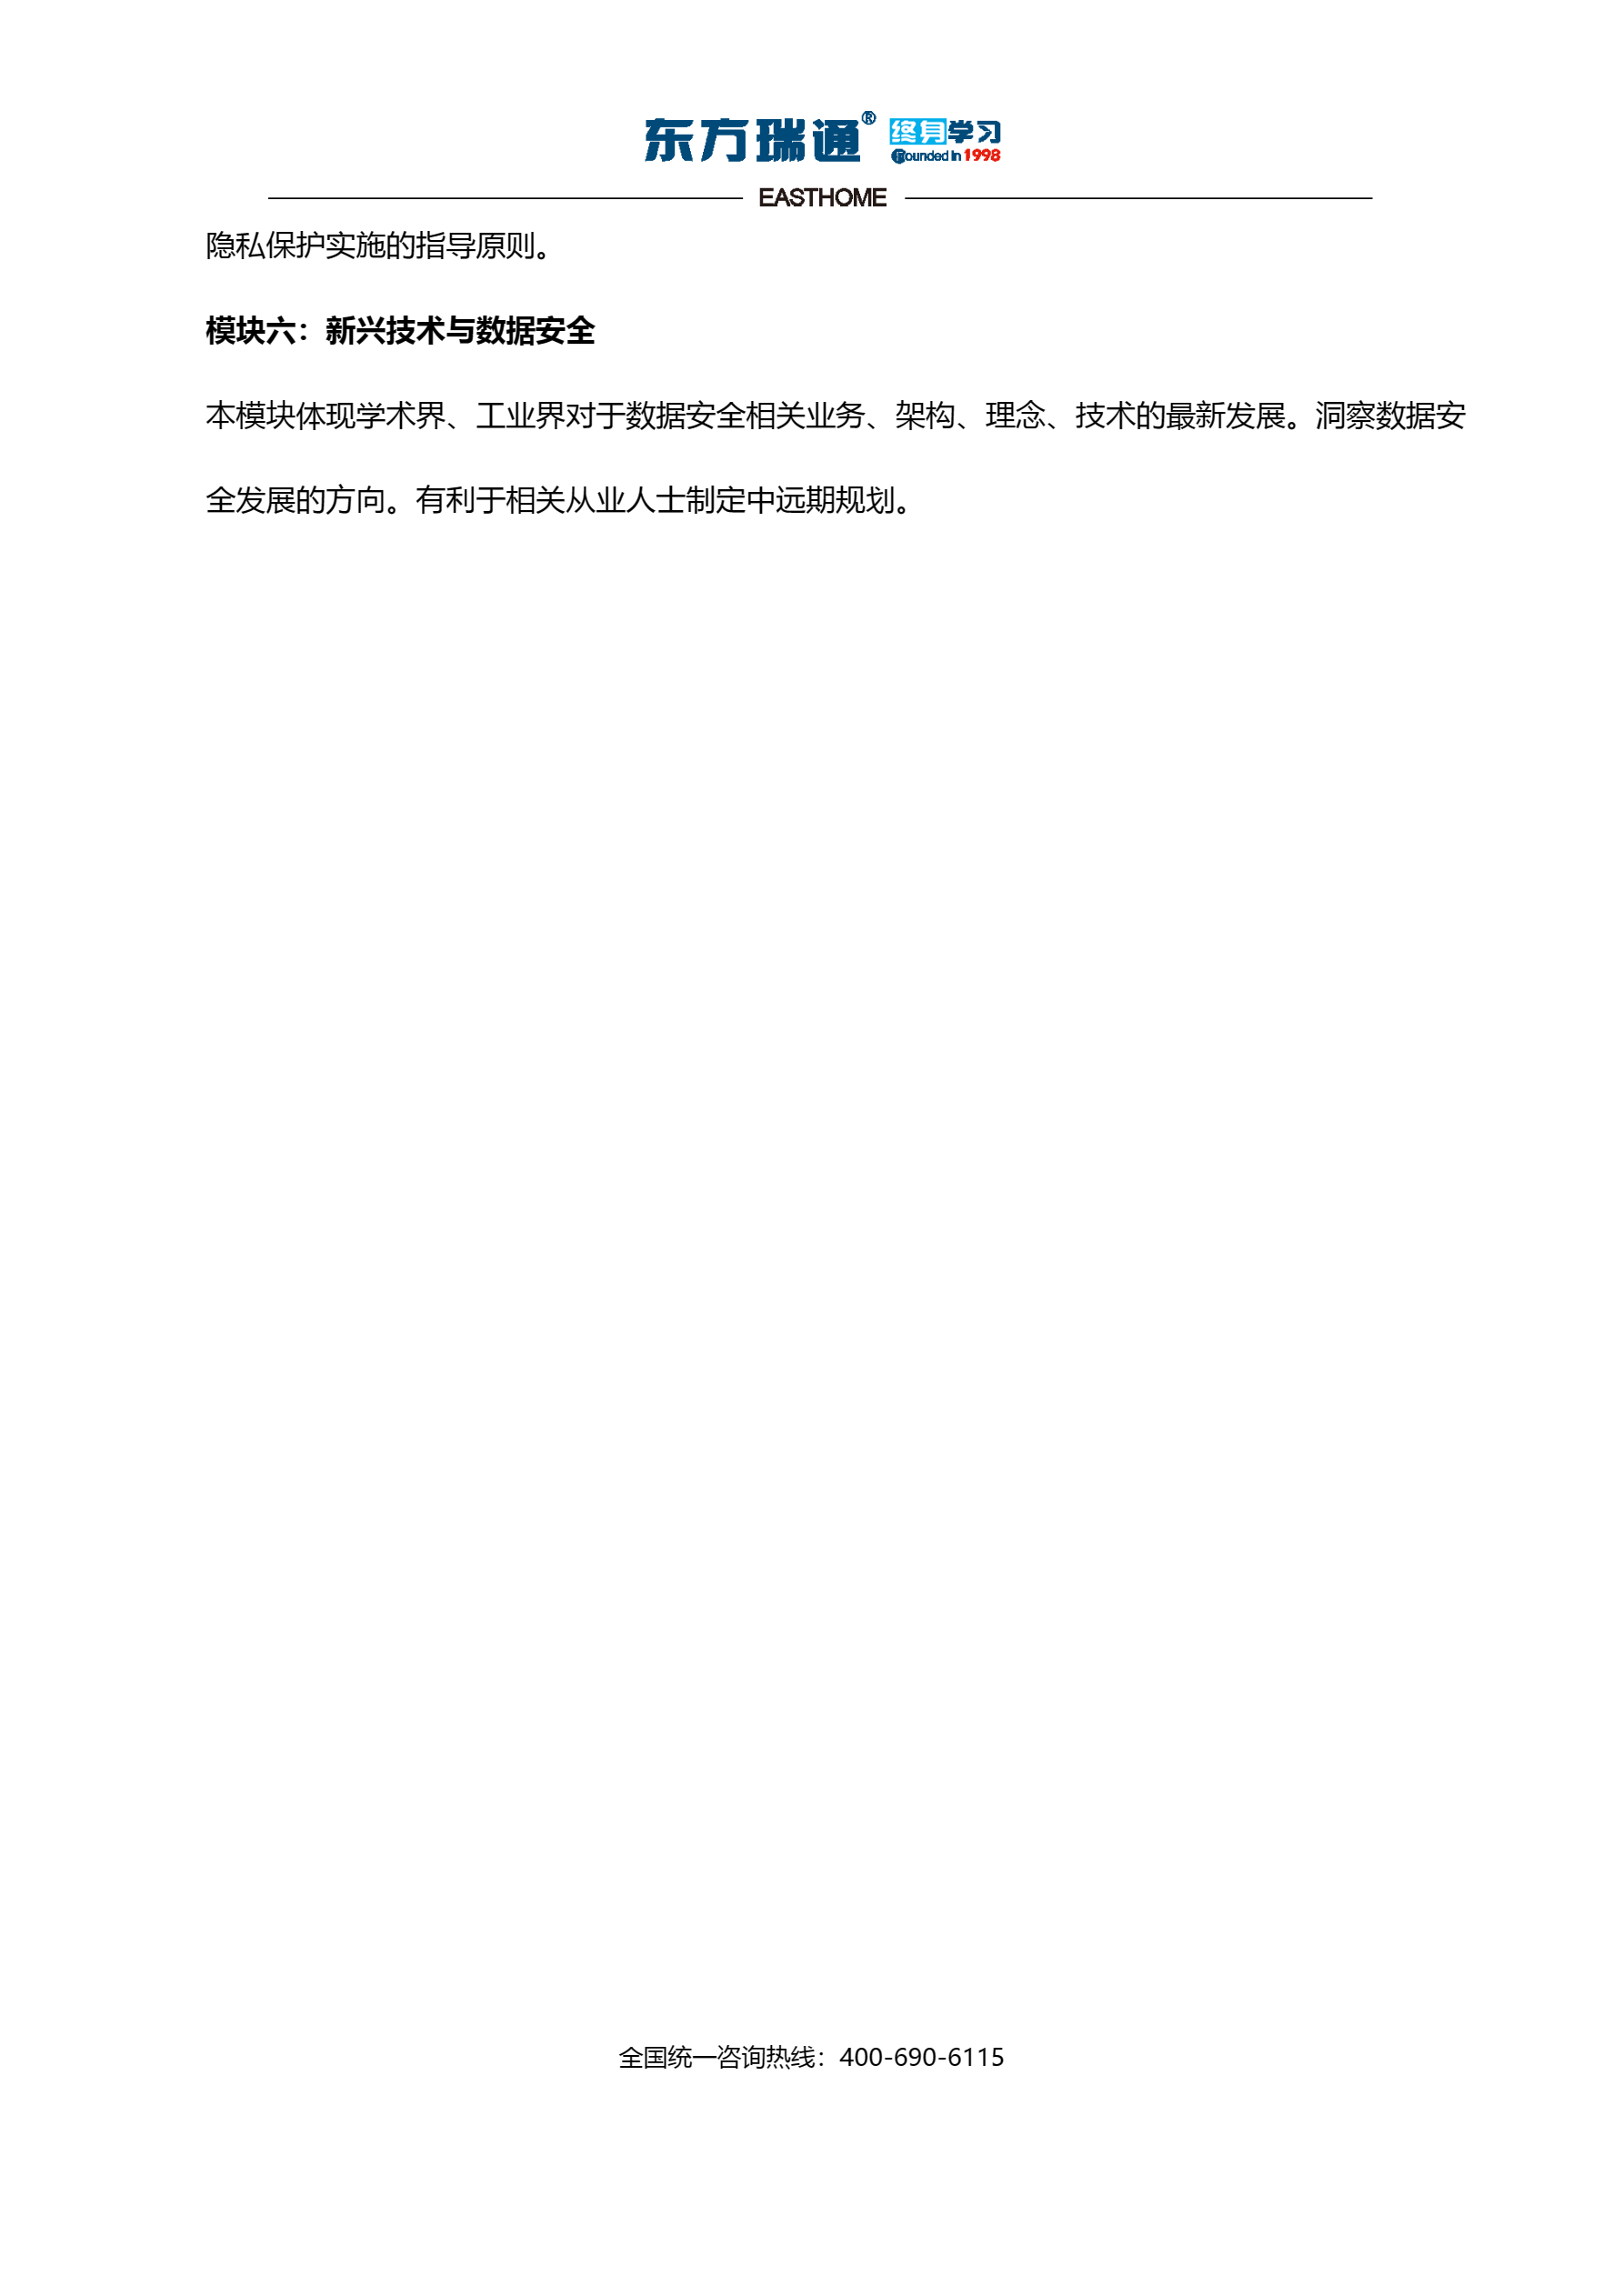 东方瑞通® 终身学习
Founded in 1998
EASTHOME
隐私保护实施的指导原则。
模块六：新兴技术与数据安全
本模块体现学术界、工业界对于数据安全相关业务、架构、理念、技术的最新发展。洞察数据安
全发展的方向。有利于相关从业人士制定中远期规划。
全国统一咨询热线：400-690-6115